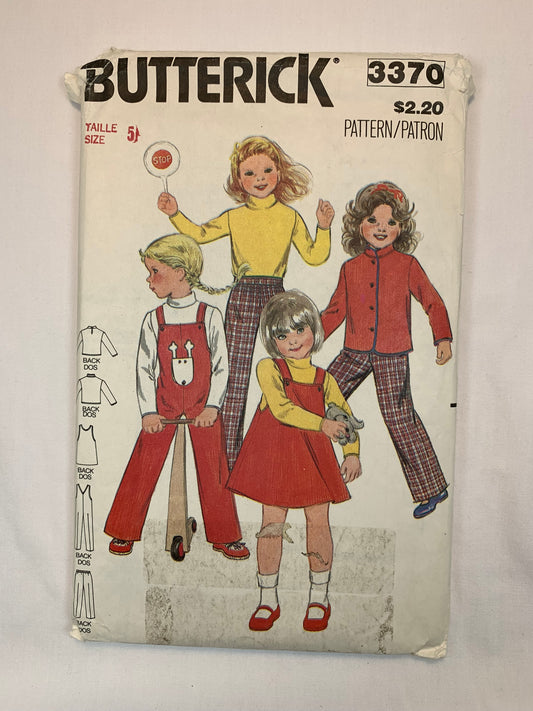 BUTTERICK
3370
$2.20
PATTERN/PATRON
TAILLE 5
SIZE
STOP
BACK
DOS
BACK
DOS
BACK
DOS
BACK
DOS
BACK
DOS